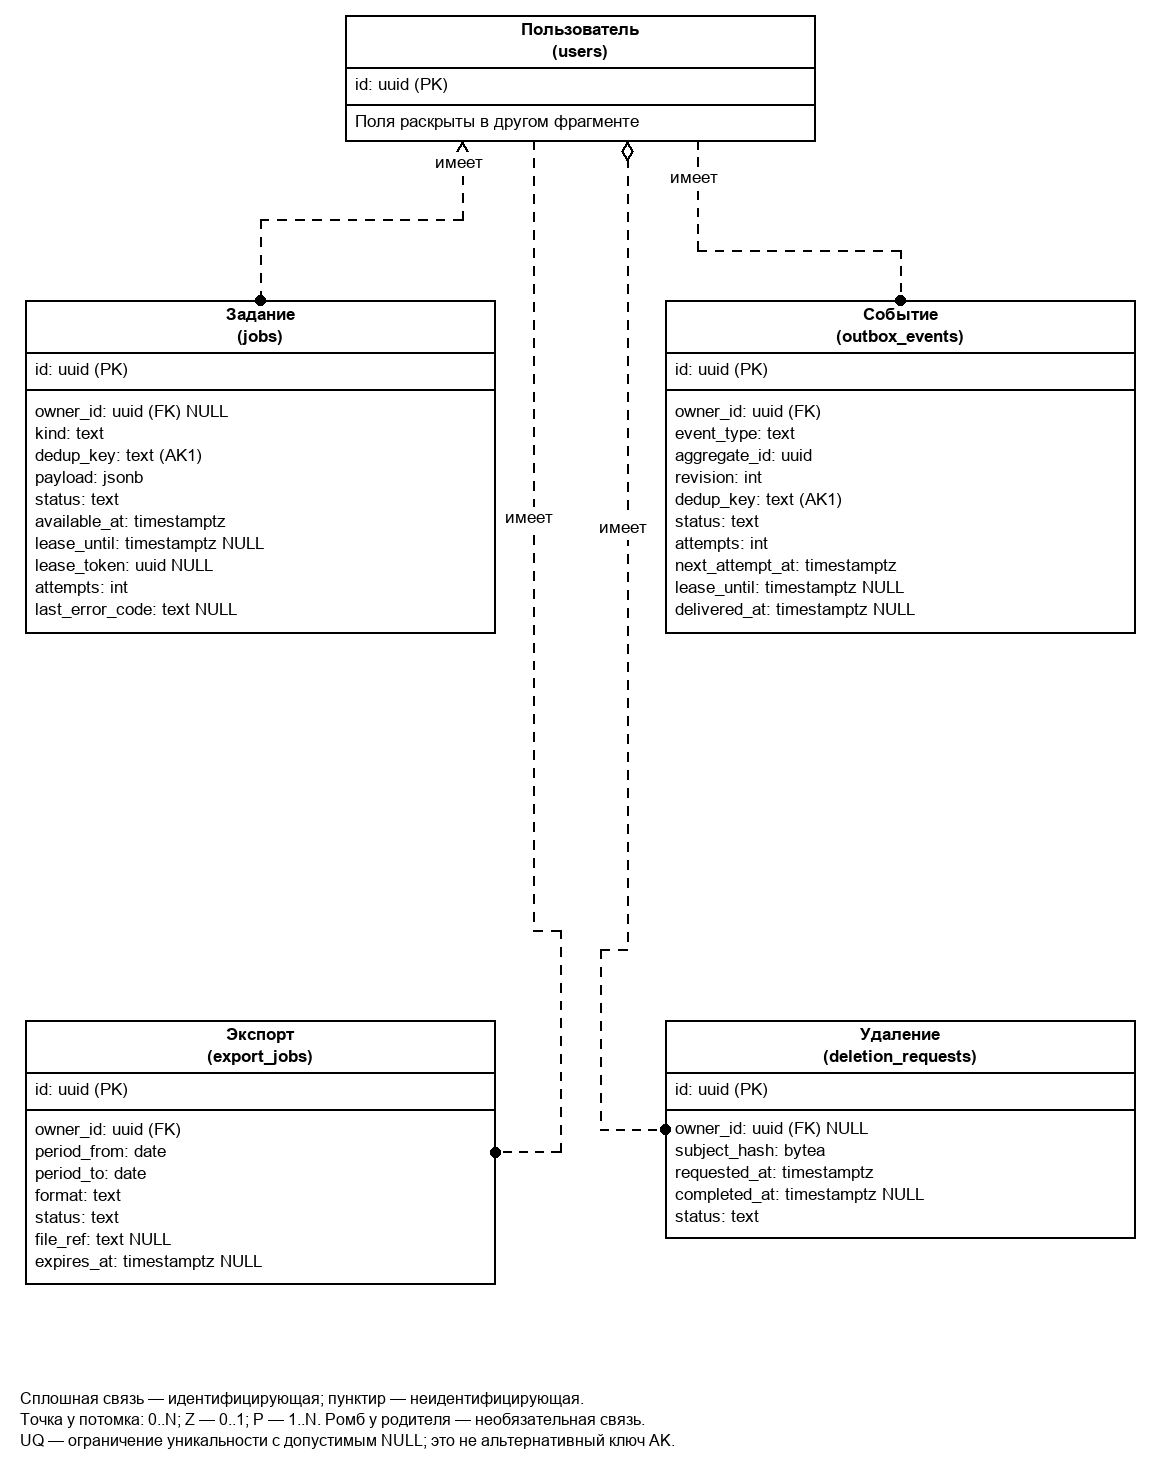 Пользователь
(users)
id: uuid (PK)
Поля раскрыты в другом фрагменте
имеет
имеет
имеет
имеет
Задание
(jobs)
id: uuid (PK)
owner_id: uuid (FK) NULL
kind: text
dedup_key: text (AK1)
payload: jsonb
status: text
available_at: timestamptz
lease_until: timestamptz NULL
lease_token: uuid NULL
attempts: int
last_error_code: text NULL
Событие
(outbox_events)
id: uuid (PK)
owner_id: uuid (FK)
event_type: text
aggregate_id: uuid
revision: int
dedup_key: text (AK1)
status: text
attempts: int
next_attempt_at: timestamptz
lease_until: timestamptz NULL
delivered_at: timestamptz NULL
Экспорт
(export_jobs)
id: uuid (PK)
owner_id: uuid (FK)
period_from: date
period_to: date
format: text
status: text
file_ref: text NULL
expires_at: timestamptz NULL
Удаление
(deletion_requests)
id: uuid (PK)
owner_id: uuid (FK) NULL
subject_hash: bytea
requested_at: timestamptz
completed_at: timestamptz NULL
status: text
Сплошная связь — идентифицирующая; пунктир — неидентифицирующая.
Точка у потомка: 0..N; Z — 0..1; P — 1..N. Ромб у родителя — необязательная связь.
UQ — ограничение уникальности с допустимым NULL; это не альтернативный ключ AK.